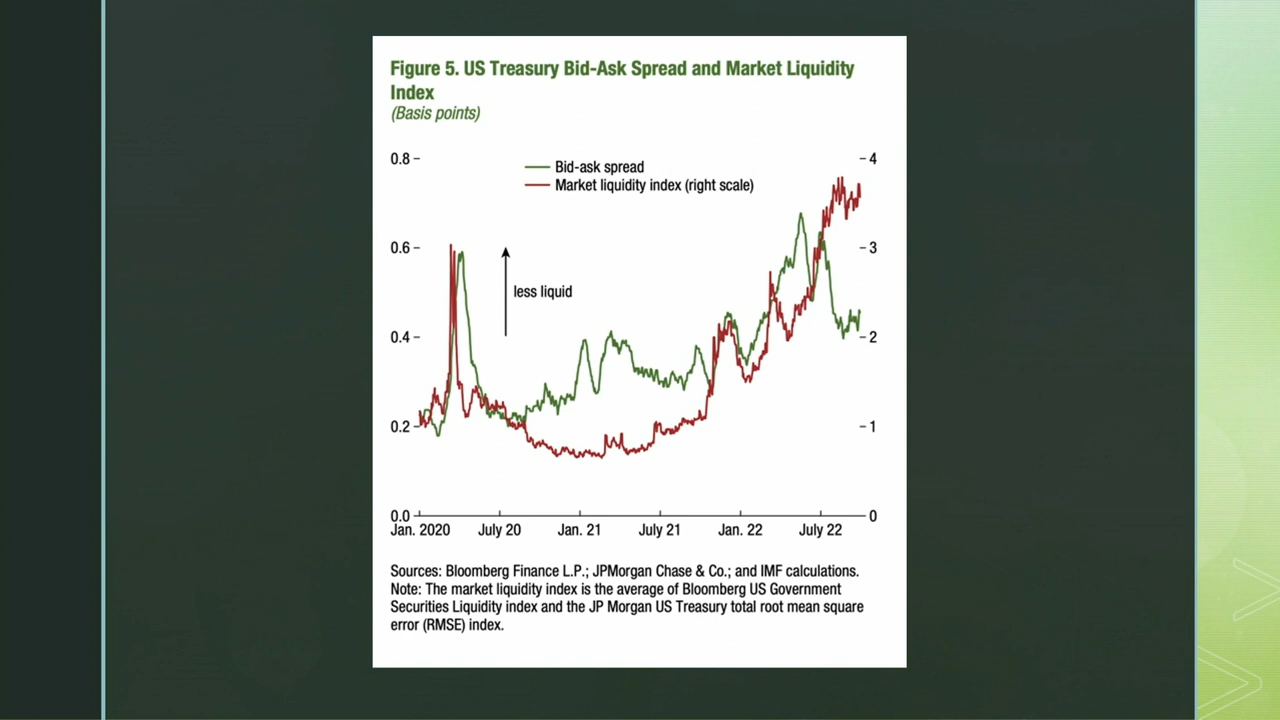 Figure 5. US Treasury Bid-Ask Spread and Market Liquidity
Index
(Basis points)
0.8
4
Bid-ask spread
Market liquidity index (right scale)
0.6
3
less liquid
0.4
2
0.2
1
0.0
0
Jan. 2020 July 20 Jan. 21 July 21 Jan. 22 July 22
Sources: Bloomberg Finance L.P.; JPMorgan Chase & Co.; and IMF calculations.
Note: The market liquidity index is the average of Bloomberg US Government
Securities Liquidity index and the JP Morgan US Treasury total root mean square
error (RMSE) index.